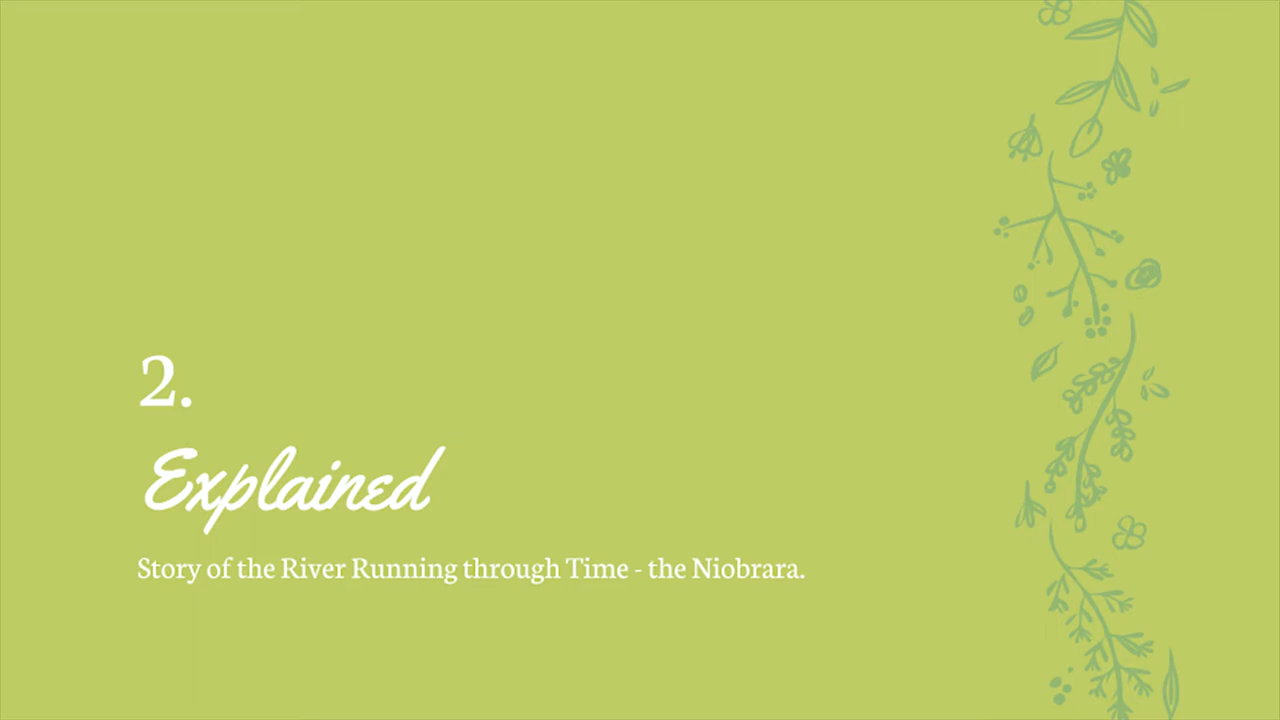 2.
Explained
Story of the River Running through Time - the Niobrara.